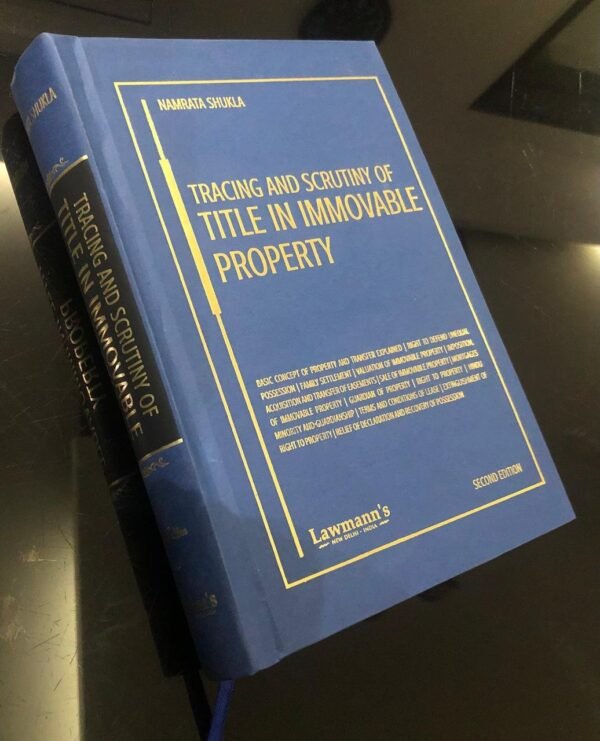 NAMRATA SHUKLA
TRACING AND SCRUTINY OF
TITLE IN IMMOVABLE
PROPERTY
BASIC CONCEPT OF PROPERTY AND TRANSFER EXPLAINED | RIGHT TO DEFEND UNEQUAL
POSSESSION | FAMILY SETTLEMENT | VALUATION OF IMMOVABLE PROPERTY | IMPOSITION,
ACQUISITION AND TRANSFER OF EASEMENTS | SALE OF IMMOVABLE PROPERTY | MORTGAGES
OF IMMOVABLE PROPERTY | GUARDIAN OF PROPERTY | RIGHT TO PROPERTY | HINDU
MINORITY AND GUARDIANSHIP | TERMS AND CONDITIONS OF LEASE | EXTINGUISHMENT OF
RIGHT TO PROPERTY | RELIEF OF DECLARATION AND RECOVERY OF POSSESSION
SECOND EDITION
Lawmann's
NEW DELHI - INDIA
SHUKLA
TRACING AND SCRUTINY OF
TITLE IN IMMOVABLE
PROPERTY
Lawmann's